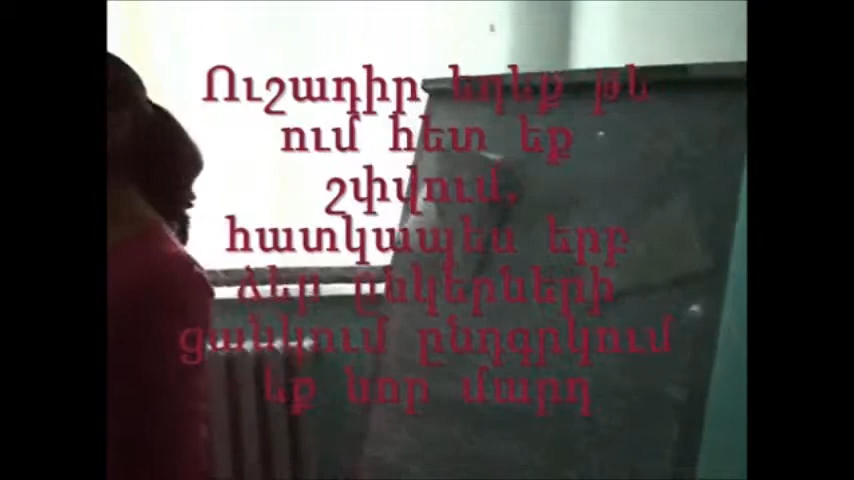 Ուշադիր եղեք թե
ում հետ եք
շփվում,
հատկապես երբ
ձեր ընկերների
ցանկում ընդգրկում
եք նոր մարդ